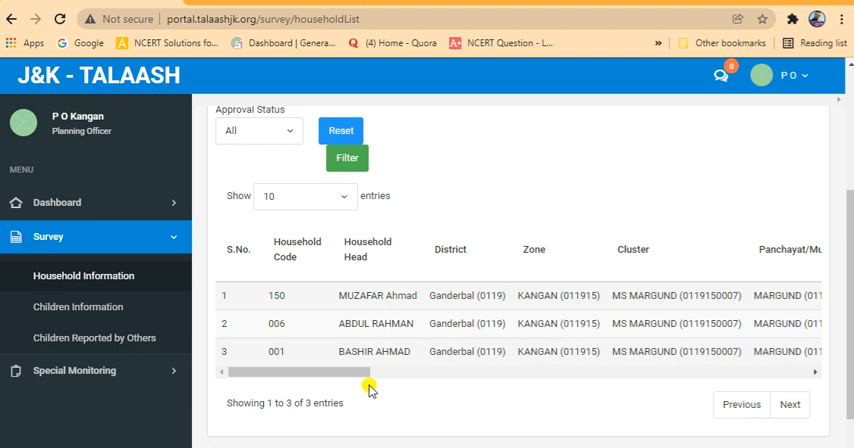 Not secure | portal.talaashjk.org/survey/householdList
Apps Google NCERT Solutions fo... Dashboard | Genera... (4) Home - Quora NCERT Question - L... » Other bookmarks Reading list
J&K - TALAASH 0 P O
P O Kangan
Planning Officer
MENU
Dashboard
Survey
Household Information
Children Information
Children Reported by Others
Special Monitoring
Approval Status
All Reset
Filter
Show 10 entries
S.No. Household Code Household Head District Zone Cluster Panchayat/Mu
1 150 MUZAFAR Ahmad Ganderbal (0119) KANGAN (011915) MS MARGUND (0119150007) MARGUND (011
2 006 ABDUL RAHMAN Ganderbal (0119) KANGAN (011915) MS MARGUND (0119150007) MARGUND (011
3 001 BASHIR AHMAD Ganderbal (0119) KANGAN (011915) MS MARGUND (0119150007) MARGUND (011
Showing 1 to 3 of 3 entries Previous Next